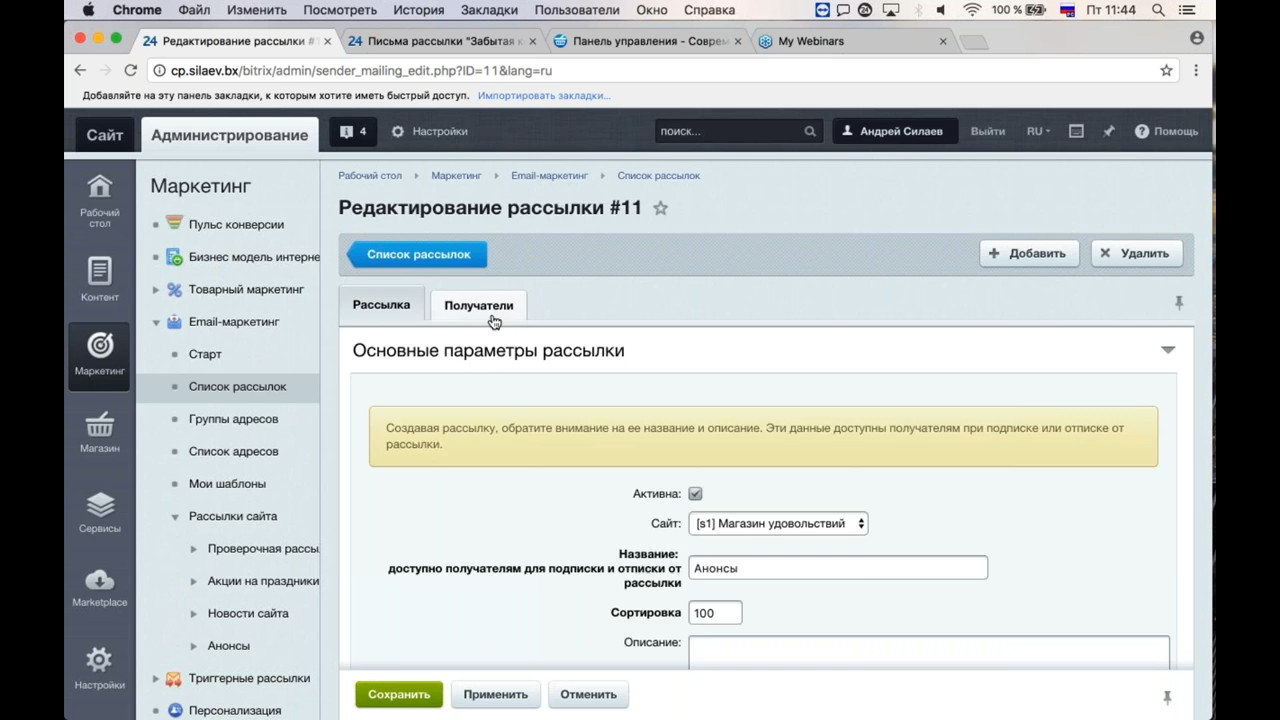 Chrome Файл Изменить Посмотреть История Закладки Пользователи Окно Справка 100 % Пт 11:44
24 Редактирование рассылки #1 24 Письма рассылки "Забытая к Панель управления - Соврем My Webinars
cp.silaev.bx/bitrix/admin/sender_mailing_edit.php?ID=11&lang=ru
Добавляйте на эту панель закладки, к которым хотите иметь быстрый доступ. Импортировать закладки...
Сайт Администрирование 4 Настройки поиск... Андрей Силаев Выйти RU Помощь
Рабочий стол
Контент
Маркетинг
Магазин
Сервисы
Marketplace
Настройки
Маркетинг
Пульс конверсии
Бизнес модель интерне
Товарный маркетинг
Email-маркетинг
Старт
Список рассылок
Группы адресов
Список адресов
Мои шаблоны
Рассылки сайта
Проверочная рассы
Акции на праздники
Новости сайта
Анонсы
Триггерные рассылки
Персонализация
Рабочий стол Маркетинг Email-маркетинг Список рассылок
Редактирование рассылки #11
Список рассылок Добавить Удалить
Рассылка Получатели
Основные параметры рассылки
Создавая рассылку, обратите внимание на ее название и описание. Эти данные доступны получателям при подписке или отписке от
рассылки.
Активна:
Сайт: [s1] Магазин удовольствий
Название:
доступно получателям для подписки и отписки от
рассылки
Анонсы
Сортировка 100
Описание:
Сохранить Применить Отменить